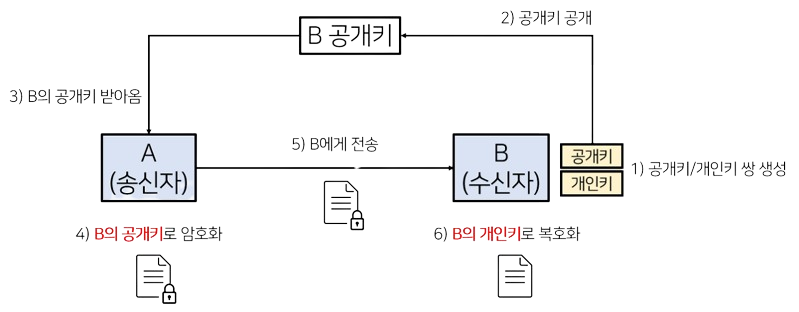 2) 공개키 공개
B 공개키
3) B의 공개키 받아옴
A
(송신자)
5) B에게 전송
B
(수신자)
공개키
개인키
1) 공개키/개인키 쌍 생성
4) B의 공개키로 암호화
6) B의 개인키로 복호화